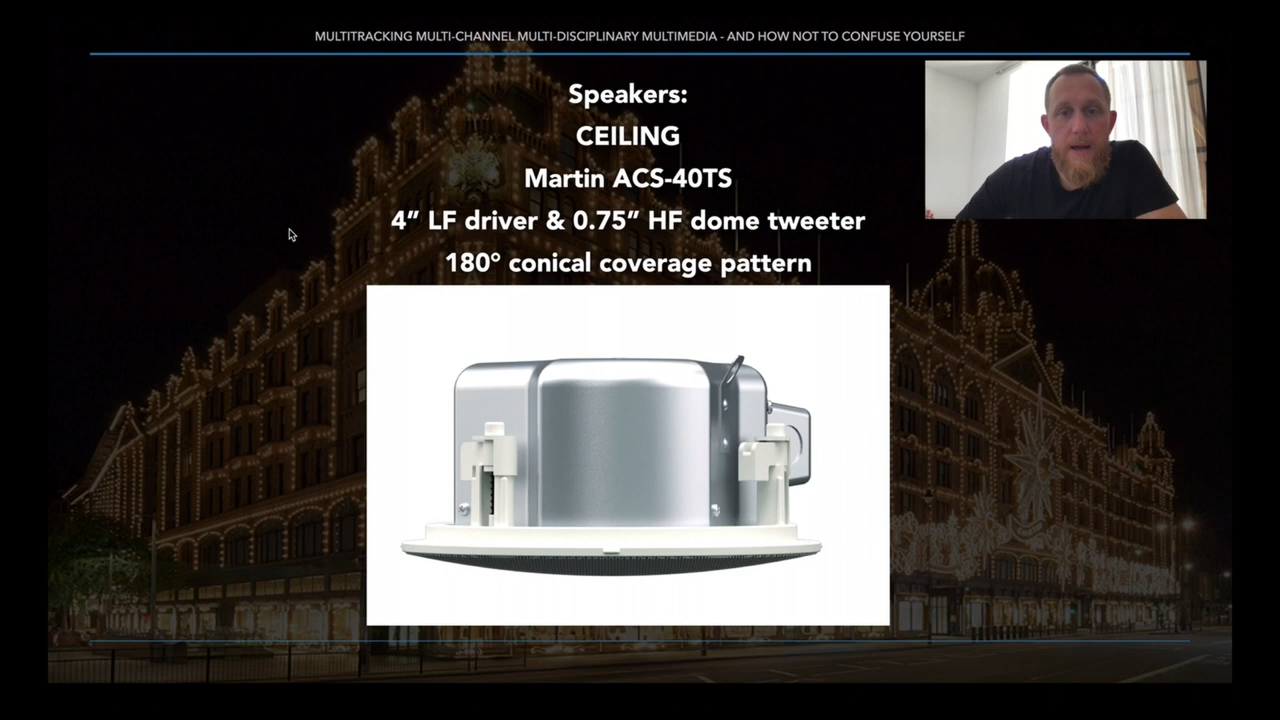 MULTITRACKING MULTI-CHANNEL MULTI-DISCIPLINARY MULTIMEDIA - AND HOW NOT TO CONFUSE YOURSELF
Speakers:
CEILING
Martin ACS-40TS
4” LF driver & 0.75” HF dome tweeter
180° conical coverage pattern